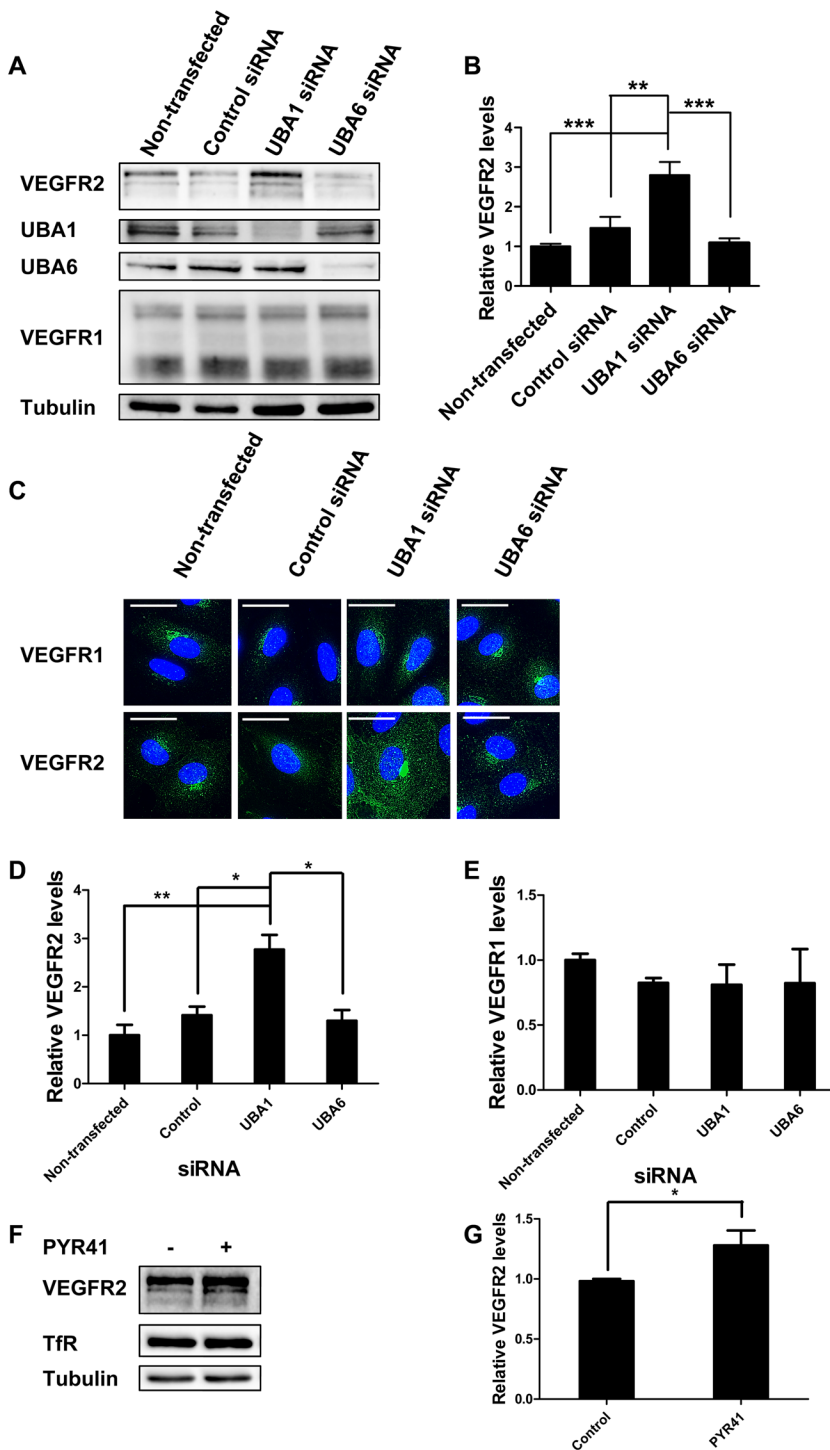 A
Non-transfected
Control siRNA
UBA1 siRNA
UBA6 siRNA
VEGFR2
UBA1
UBA6
VEGFR1
Tubulin
B
Relative VEGFR2 levels
4
3
2
1
0
***
**
***
Non-transfected
Control siRNA
UBA1 siRNA
UBA6 siRNA
C
Non-transfected
Control siRNA
UBA1 siRNA
UBA6 siRNA
VEGFR1
VEGFR2
D
Relative VEGFR2 levels
4
3
2
1
0
**
*
*
Non-transfected
Control
UBA1
UBA6
siRNA
E
Relative VEGFR1 levels
1.5
1.0
0.5
0.0
Non-transfected
Control
UBA1
UBA6
siRNA
F
PYR41
-
+
VEGFR2
TfR
Tubulin
G
Relative VEGFR2 levels
1.5
1.0
0.5
0.0
*
Control
PYR41